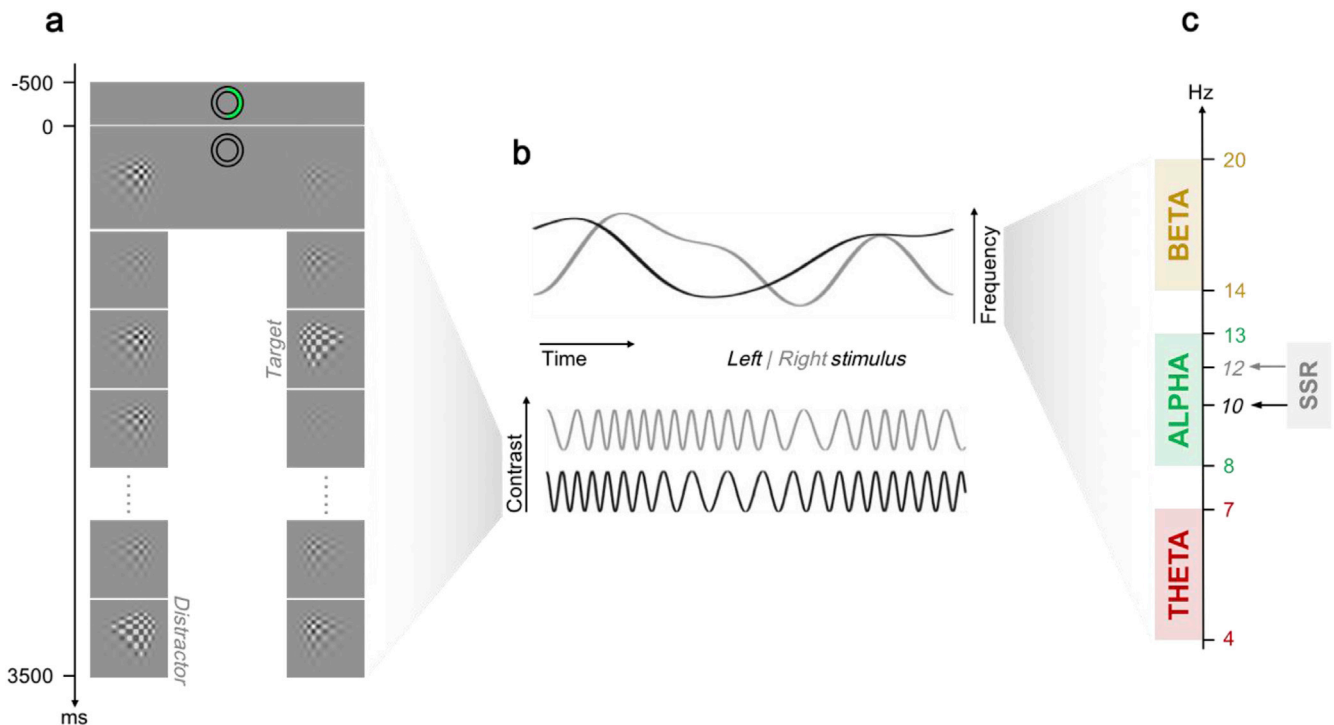 a
-500
0
Target
Distractor
3500
ms
b
Frequency
Time
Left | Right stimulus
Contrast
c
Hz
20
BETA
14
13
ALPHA
12
10
SSR
8
7
THETA
4